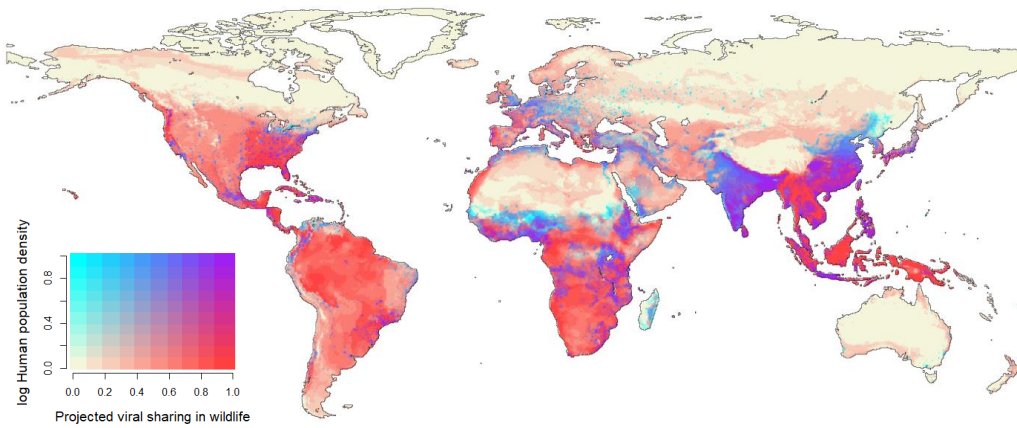 log Human population density
0.8
0.4
0.0
0.0 0.2 0.4 0.6 0.8 1.0
Projected viral sharing in wildlife